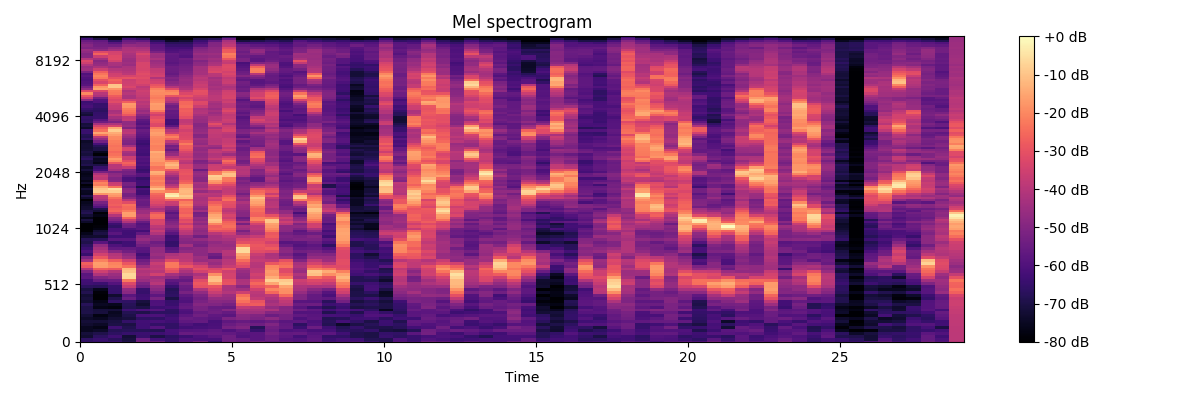 Mel spectrogram
Hz
8192
4096
2048
1024
512
0
0 5 10 15 20 25
Time
+0 dB
-10 dB
-20 dB
-30 dB
-40 dB
-50 dB
-60 dB
-70 dB
-80 dB